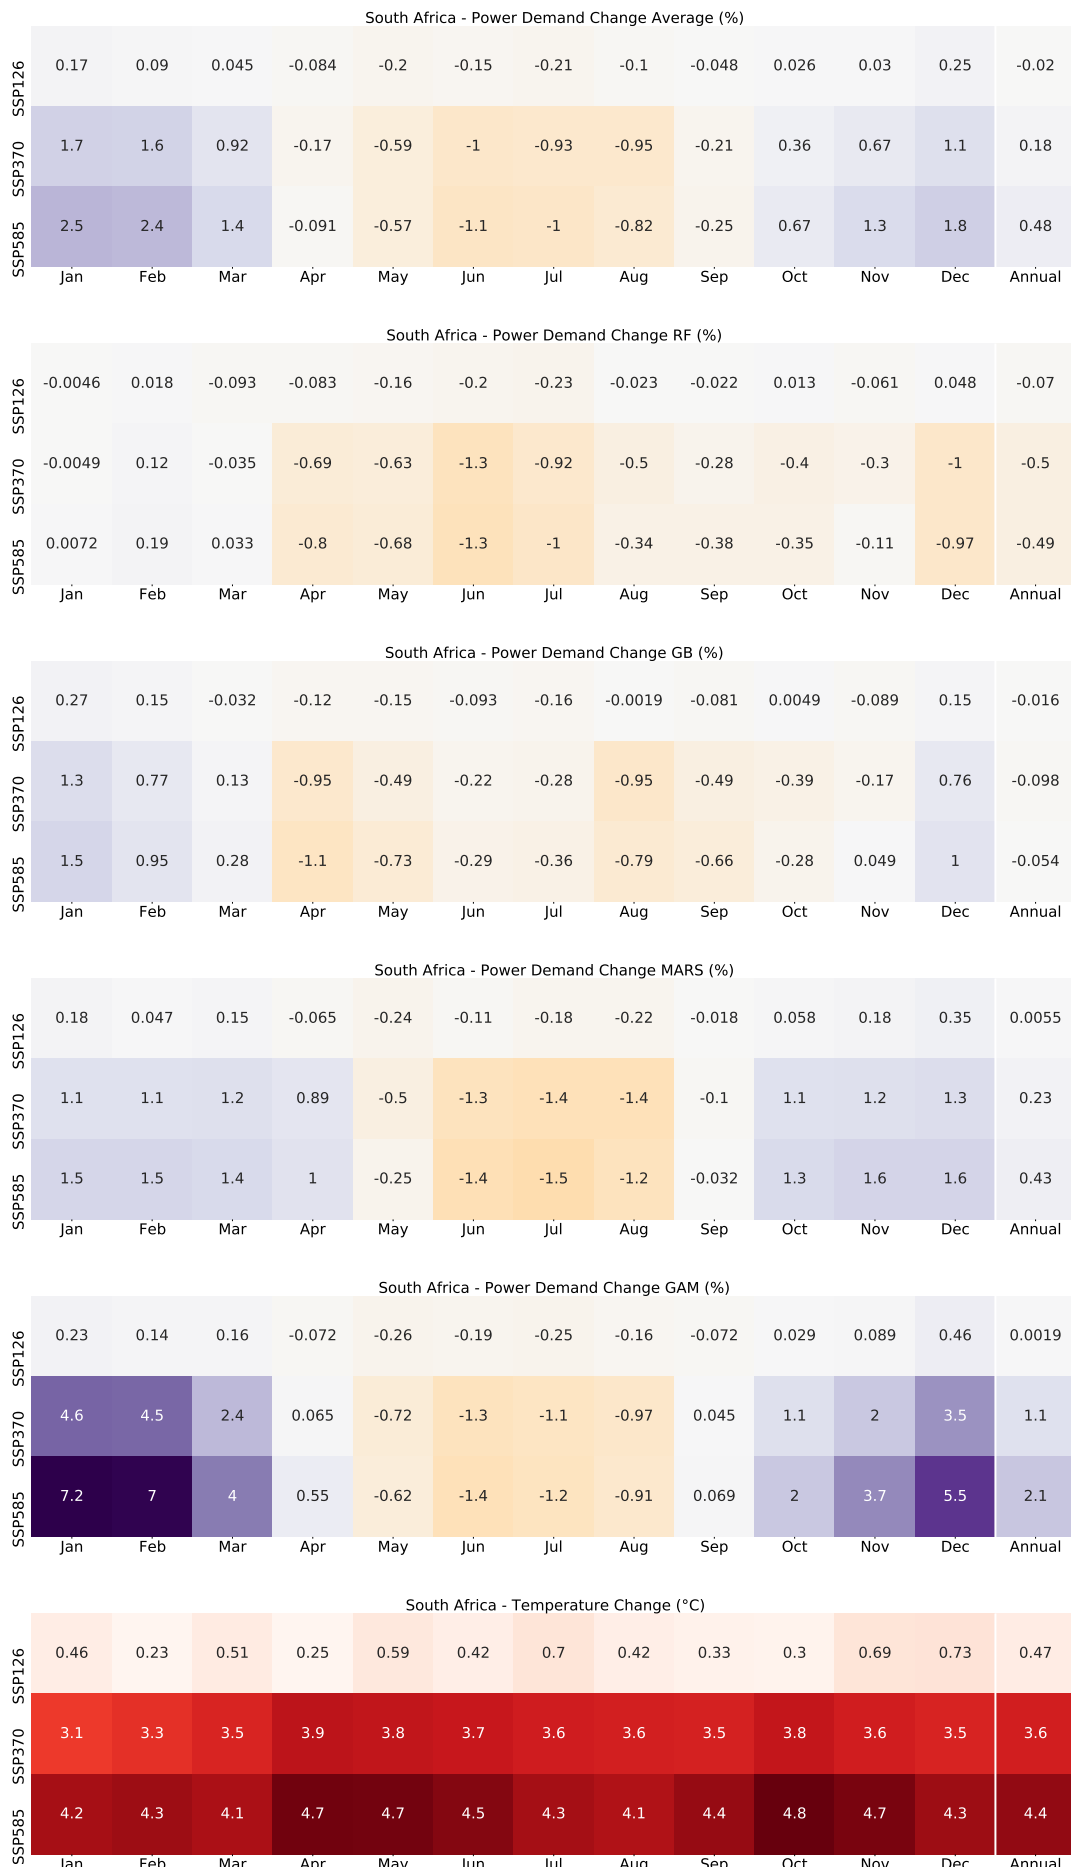 South Africa - Power Demand Change Average (%)
SSP126 0.17 0.09 0.045 -0.084 -0.2 -0.15 -0.21 -0.1 -0.048 0.026 0.03 0.25 -0.02
SSP370 1.7 1.6 0.92 -0.17 -0.59 -1 -0.93 -0.95 -0.21 0.36 0.67 1.1 0.18
SSP585 2.5 2.4 1.4 -0.091 -0.57 -1.1 -1 -0.82 -0.25 0.67 1.3 1.8 0.48
Jan Feb Mar Apr May Jun Jul Aug Sep Oct Nov Dec Annual
South Africa - Power Demand Change RF (%)
SSP126 -0.0046 0.018 -0.093 -0.083 -0.16 -0.2 -0.23 -0.023 -0.022 0.013 -0.061 0.048 -0.07
SSP370 -0.0049 0.12 -0.035 -0.69 -0.63 -1.3 -0.92 -0.5 -0.28 -0.4 -0.3 -1 -0.5
SSP585 0.0072 0.19 0.033 -0.8 -0.68 -1.3 -1 -0.34 -0.38 -0.35 -0.11 -0.97 -0.49
Jan Feb Mar Apr May Jun Jul Aug Sep Oct Nov Dec Annual
South Africa - Power Demand Change GB (%)
SSP126 0.27 0.15 -0.032 -0.12 -0.15 -0.093 -0.16 -0.0019 -0.081 0.0049 -0.089 0.15 -0.016
SSP370 1.3 0.77 0.13 -0.95 -0.49 -0.22 -0.28 -0.95 -0.49 -0.39 -0.17 0.76 -0.098
SSP585 1.5 0.95 0.28 -1.1 -0.73 -0.29 -0.36 -0.79 -0.66 -0.28 0.049 1 -0.054
Jan Feb Mar Apr May Jun Jul Aug Sep Oct Nov Dec Annual
South Africa - Power Demand Change MARS (%)
SSP126 0.18 0.047 0.15 -0.065 -0.24 -0.11 -0.18 -0.22 -0.018 0.058 0.18 0.35 0.0055
SSP370 1.1 1.1 1.2 0.89 -0.5 -1.3 -1.4 -1.4 -0.1 1.1 1.2 1.3 0.23
SSP585 1.5 1.5 1.4 1 -0.25 -1.4 -1.5 -1.2 -0.032 1.3 1.6 1.6 0.43
Jan Feb Mar Apr May Jun Jul Aug Sep Oct Nov Dec Annual
South Africa - Power Demand Change GAM (%)
SSP126 0.23 0.14 0.16 -0.072 -0.26 -0.19 -0.25 -0.16 -0.072 0.029 0.089 0.46 0.0019
SSP370 4.6 4.5 2.4 0.065 -0.72 -1.3 -1.1 -0.97 0.045 1.1 2 3.5 1.1
SSP585 7.2 7 4 0.55 -0.62 -1.4 -1.2 -0.91 0.069 2 3.7 5.5 2.1
Jan Feb Mar Apr May Jun Jul Aug Sep Oct Nov Dec Annual
South Africa - Temperature Change (°C)
SSP126 0.46 0.23 0.51 0.25 0.59 0.42 0.7 0.42 0.33 0.3 0.69 0.73 0.47
SSP370 3.1 3.3 3.5 3.9 3.8 3.7 3.6 3.6 3.5 3.8 3.6 3.5 3.6
SSP585 4.2 4.3 4.1 4.7 4.7 4.5 4.3 4.1 4.4 4.8 4.7 4.3 4.4
Jan Feb Mar Apr May Jun Jul Aug Sep Oct Nov Dec Annual